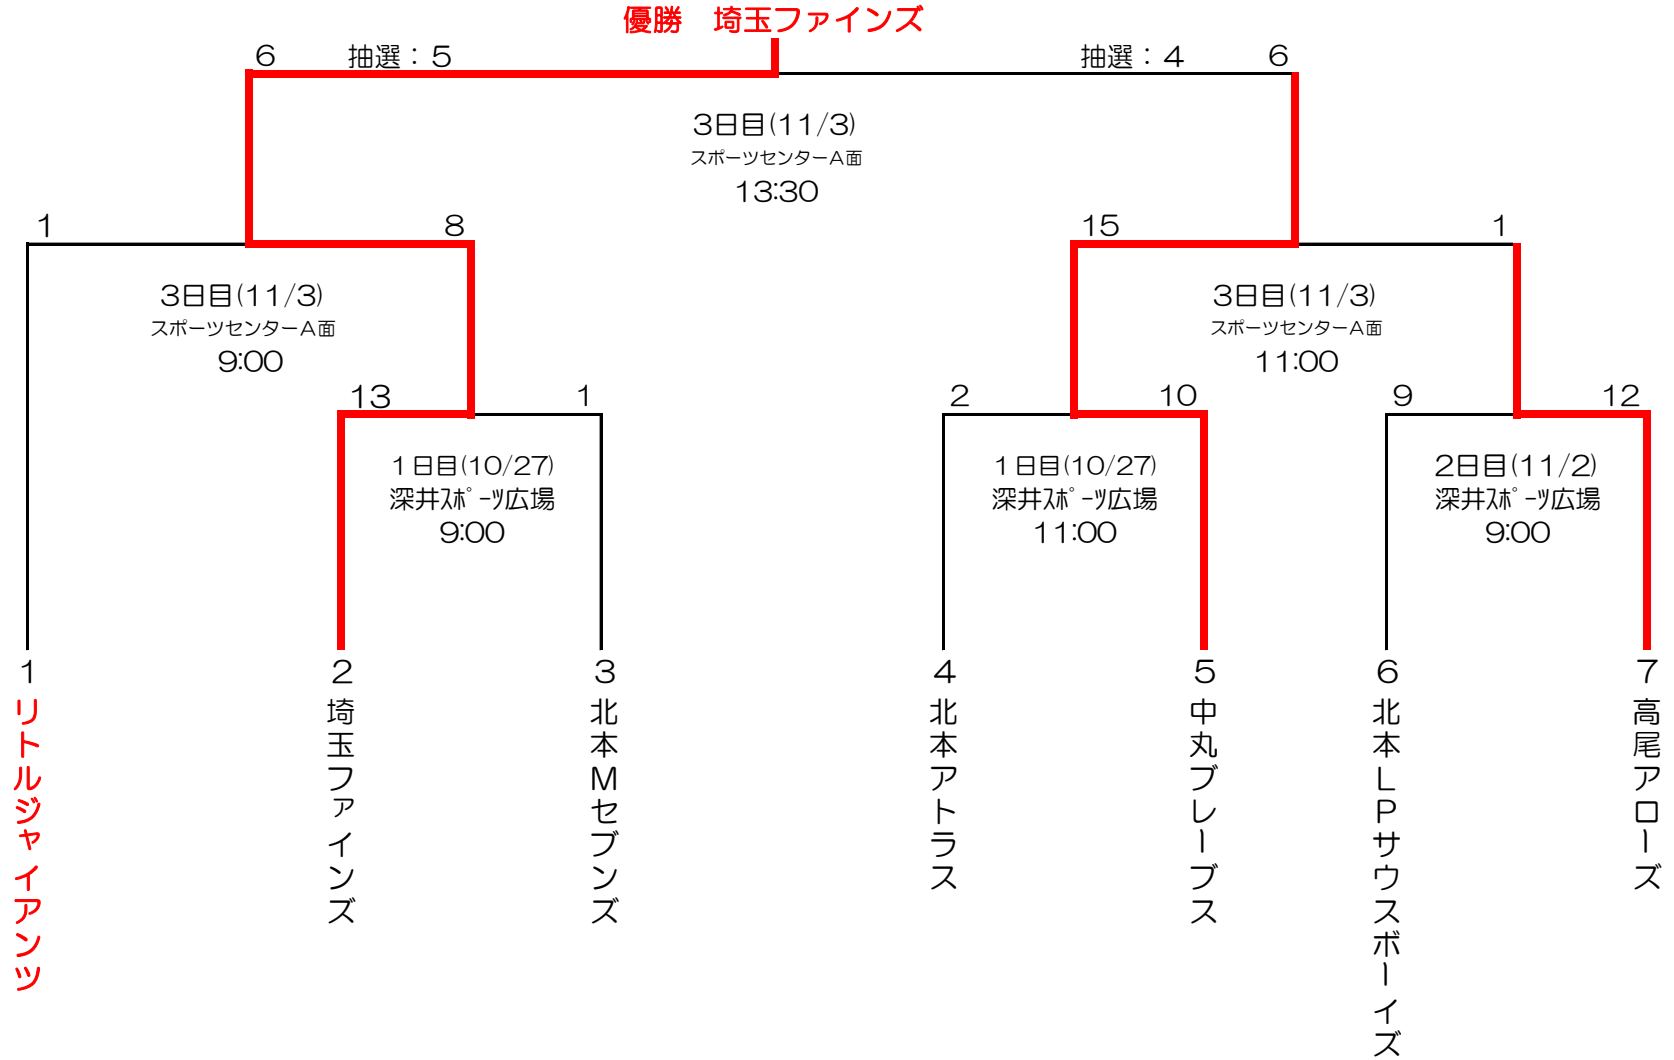 優勝　埼玉ファインズ
6　抽選：5　抽選：4　6
3日目(11/3)
スポーツセンターA面
13:30
1　8　15　1
3日目(11/3)　3日目(11/3)
スポーツセンターA面　スポーツセンターA面
9:00　11:00
13　1　2　10　9　12
1日目(10/27)　1日目(10/27)　2日目(11/2)
深井ｽﾎﾟｰﾂ広場　深井ｽﾎﾟｰﾂ広場　深井ｽﾎﾟｰﾂ広場
9:00　11:00　9:00
1　2　3　4　5　6　7
リトルジャイアンツ
埼玉ファインズ
北本Mセブンズ
北本アトラス
中丸ブレーブス
北本LPサウスボーイズ
高尾アローズ